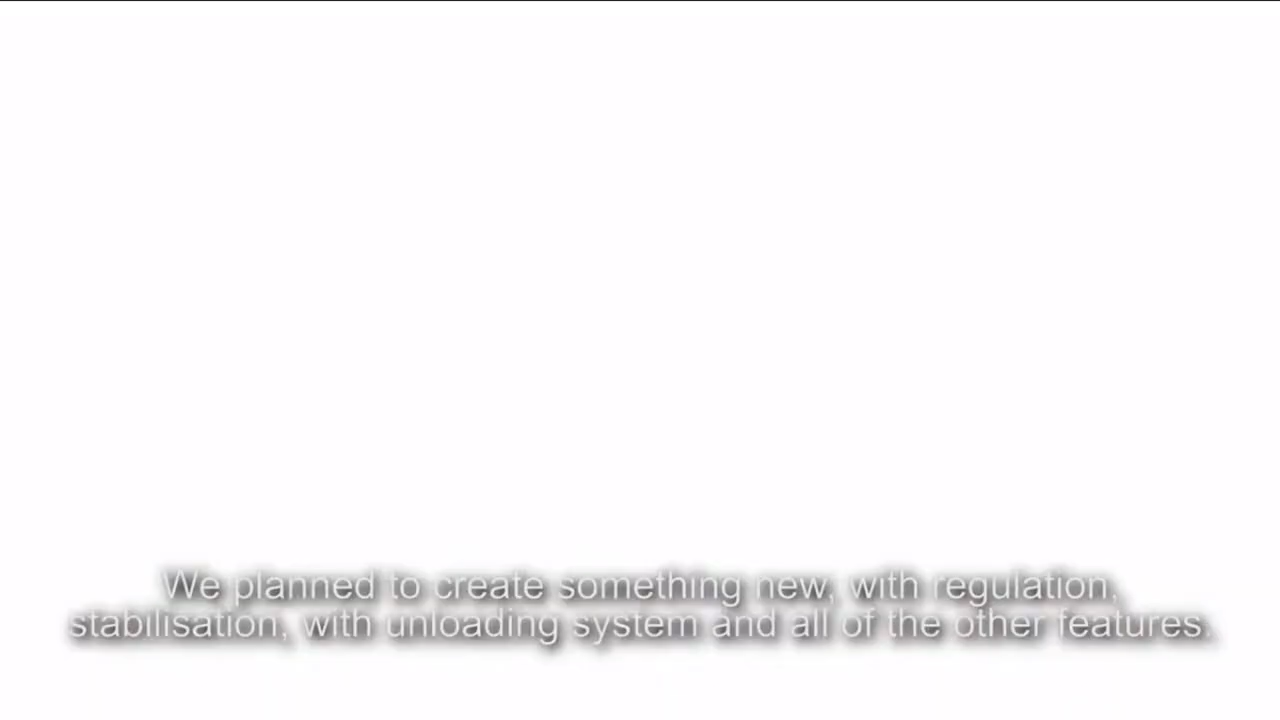 We planned to create something new, with regulation,
stabilisation, with unloading system and all of the other features.